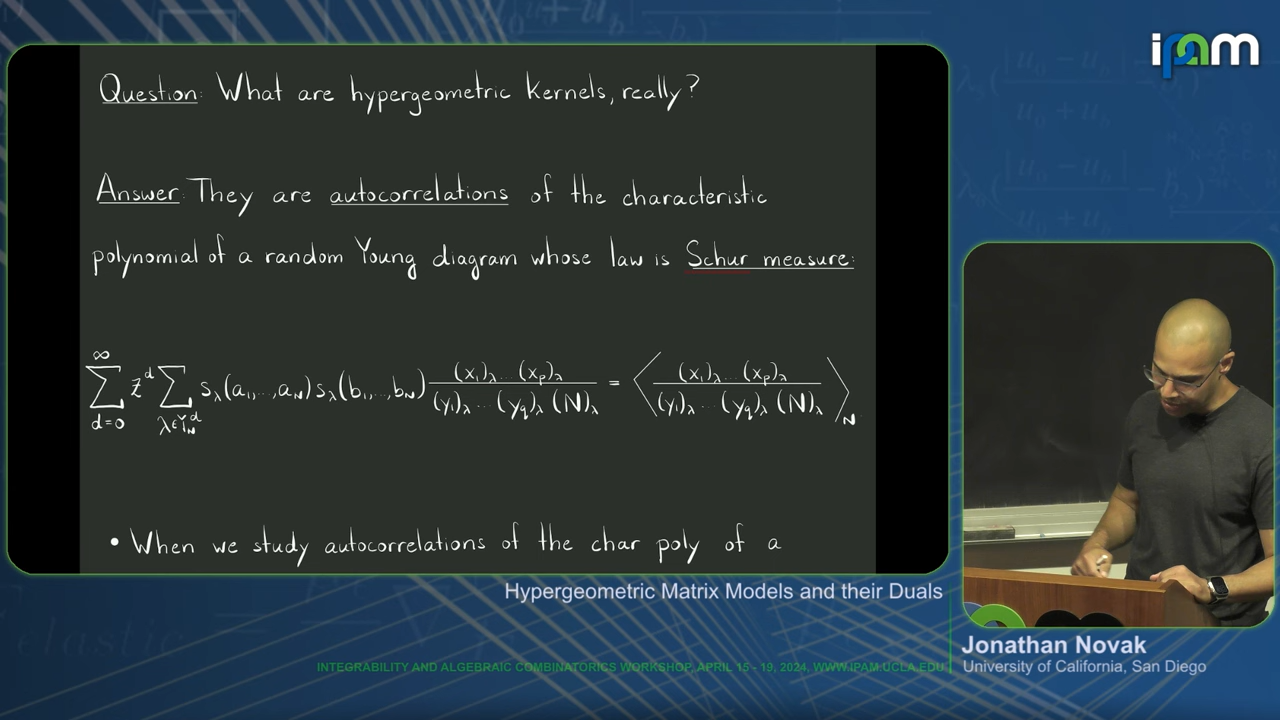 Question: What are hypergeometric kernels, really?
Answer: They are autocorrelations of the characteristic
polynomial of a random Young diagram whose law is Schur measure:
∞ ∑ d=0 z^d ∑ λ∈Y_N^d s_λ(a_1,...,a_N) s_λ(b_1,...,b_N) (x_1)_λ...(x_p)_λ / (y_1)_λ...(y_q)_λ (N)_λ = ⟨ (x_1)_λ...(x_p)_λ / (y_1)_λ...(y_q)_λ (N)_λ ⟩_N
• When we study autocorrelations of the char poly of a
ipam
Hypergeometric Matrix Models and their Duals
Jonathan Novak
University of California, San Diego
INTEGRABILITY AND ALGEBRAIC COMBINATORICS WORKSHOP, APRIL 15 - 19, 2024, WWW.IPAM.UCLA.EDU
elastic